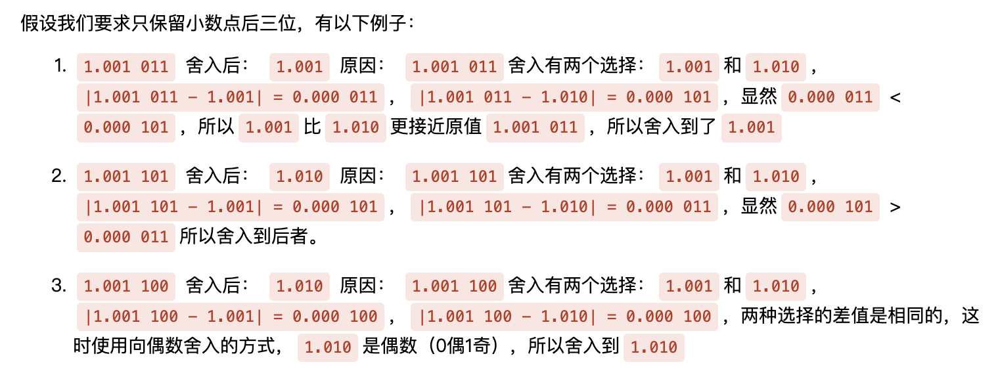 假设我们要求只保留小数点后三位，有以下例子：
1. 1.001 011 舍入后： 1.001 原因： 1.001 011 舍入有两个选择： 1.001 和 1.010 ，
|1.001 011 - 1.001| = 0.000 011 ， |1.001 011 - 1.010| = 0.000 101 ，显然 0.000 011 <
0.000 101 ，所以 1.001 比 1.010 更接近原值 1.001 011 ，所以舍入到了 1.001
2. 1.001 101 舍入后： 1.010 原因： 1.001 101 舍入有两个选择： 1.001 和 1.010 ，
|1.001 101 - 1.001| = 0.000 101 ， |1.001 101 - 1.010| = 0.000 011 ，显然 0.000 101 >
0.000 011 所以舍入到后者。
3. 1.001 100 舍入后： 1.010 原因： 1.001 100 舍入有两个选择： 1.001 和 1.010 ，
|1.001 100 - 1.001| = 0.000 100 ， |1.001 100 - 1.010| = 0.000 100 ，两种选择的差值是相同的，这
时使用向偶数舍入的方式， 1.010 是偶数（0偶1奇），所以舍入到 1.010